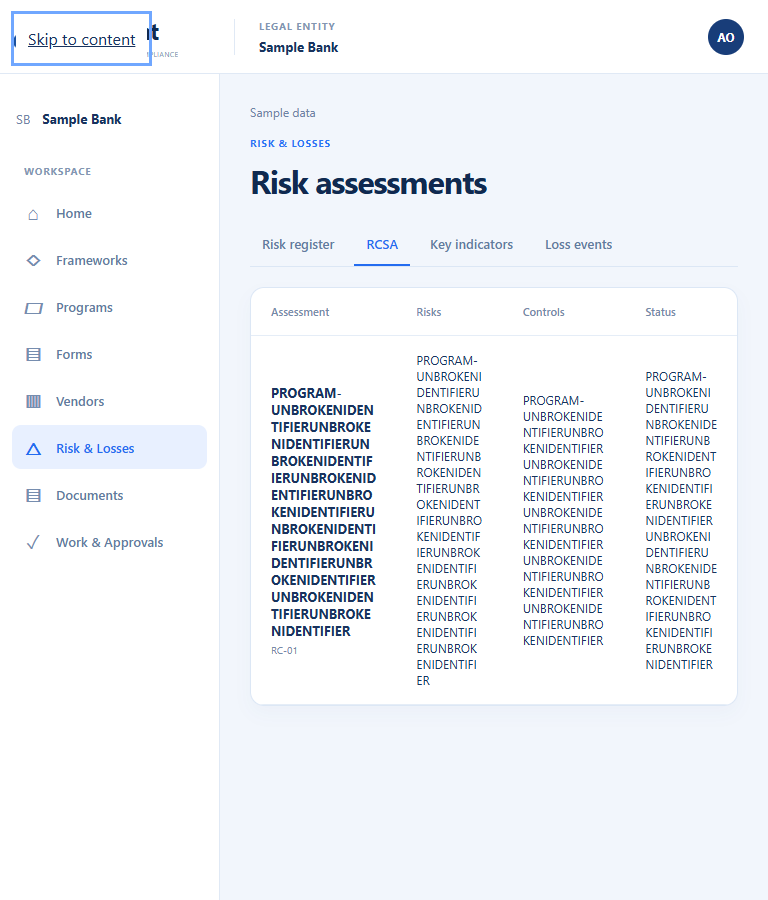 Skip to content
LEGAL ENTITY
Sample Bank
AO
SB Sample Bank
WORKSPACE
Home
Frameworks
Programs
Forms
Vendors
Risk & Losses
Documents
Work & Approvals
Sample data
RISK & LOSSES
Risk assessments
Risk register RCSA Key indicators Loss events
Assessment Risks Controls Status
PROGRAM-
UNBROKENIDEN
TIFIERUNBROKE
NIDENTIFIERUN
BROKENIDENTIF
IERUNBROKENID
ENTIFIERUNBRO
KENIDENTIFIERU
NBROKENIDENTI
FIERUNBROKENI
DENTIFIERUNBR
OKENIDENTIFIER
UNBROKENIDEN
TIFIERUNBROKE
NIDENTIFIER
RC-01
PROGRAM-
UNBROKENI
DENTIFIERU
NBROKENID
ENTIFIERUN
BROKENIDE
NTIFIERUNB
ROKENIDEN
TIFIERUNBR
OKENIDENT
IFIERUNBRO
KENIDENTIF
IERUNBROK
ENIDENTIFI
ERUNBROK
ENIDENTIFI
ERUNBROK
ENIDENTIFI
ERUNBROK
ENIDENTIFI
ER
PROGRAM-
UNBROKENIDE
NTIFIERUNBRO
KENIDENTIFIER
UNBROKENIDE
NTIFIERUNBRO
KENIDENTIFIER
UNBROKENIDE
NTIFIERUNBRO
KENIDENTIFIER
UNBROKENIDE
NTIFIERUNBRO
KENIDENTIFIER
UNBROKENIDE
NTIFIERUNBRO
KENIDENTIFIER
PROGRAM-
UNBROKENI
DENTIFIERU
NBROKENIDE
NTIFIERUNB
ROKENIDENT
IFIERUNBRO
KENIDENTIFI
ERUNBROKE
NIDENTIFIER
UNBROKENI
DENTIFIERU
NBROKENIDE
NTIFIERUNB
ROKENIDENT
IFIERUNBRO
KENIDENTIFI
ERUNBROKE
NIDENTIFIER